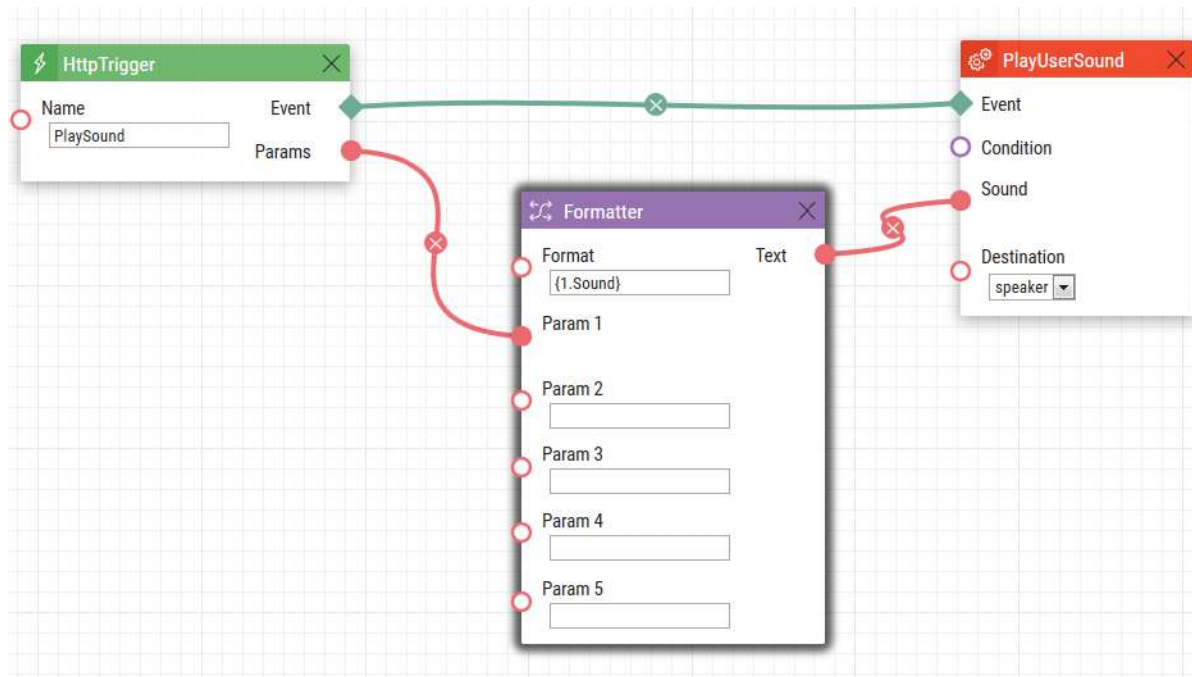 HttpTrigger
Name
Event
PlaySound
Params
Formatter
Format
Text
{1.Sound}
Param 1
Param 2
Param 3
Param 4
Param 5
PlayUserSound
Event
Condition
Sound
Destination
speaker